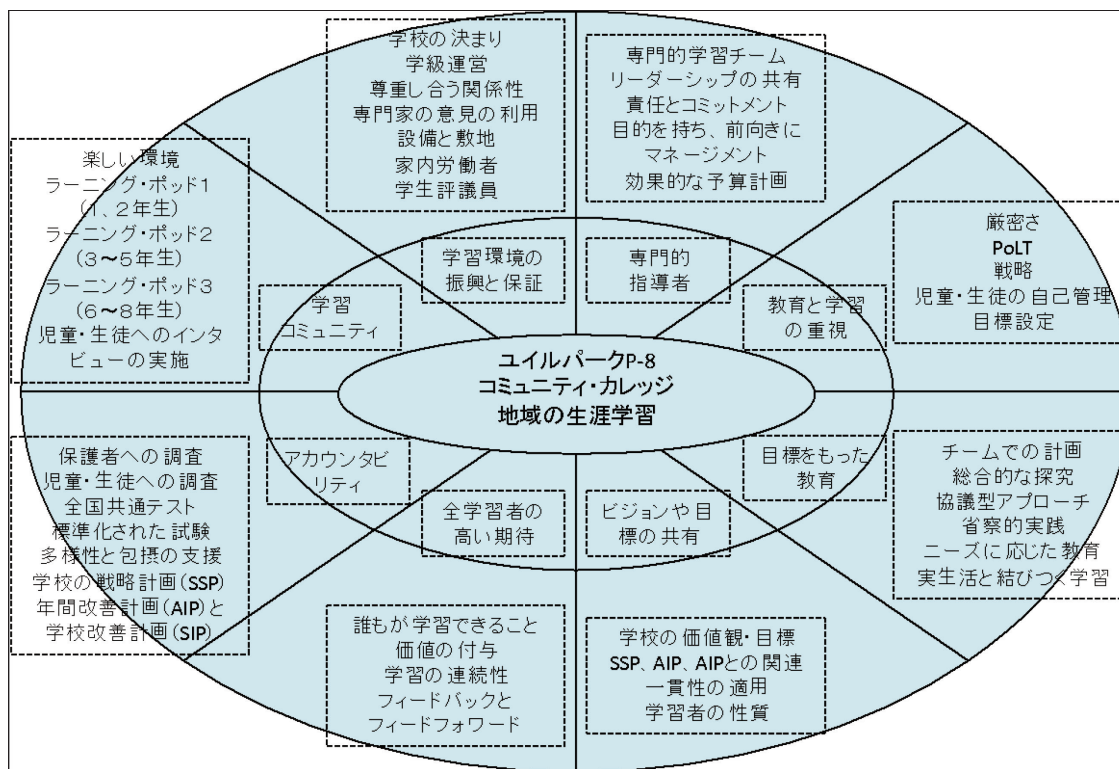 学校の決まり
学級運営
尊重し合う関係性
専門家の意見の利用
設備と敷地
家内労働者
学生評議員
専門的学習チーム
リーダーシップの共有
責任とコミットメント
目的を持ち、前向きに
マネージメント
効果的な予算計画
楽しい環境
ラーニング・ポッド1
(1、2年生)
ラーニング・ポッド2
(3～5年生)
ラーニング・ポッド3
(6～8年生)
児童・生徒へのインタ
ビューの実施
厳密さ
PoLT
戦略
児童・生徒の自己管理
目標設定
学習環境の
振興と保証
専門的
指導者
学習
コミュニティ
教育と学習
の重視
ユイルパークP-8
コミュニティ・カレッジ
地域の生涯学習
アカウンタビ
リティ
目標をもった
教育
全学習者の
高い期待
ビジョンや目
標の共有
保護者への調査
児童・生徒への調査
全国共通テスト
標準化された試験
多様性と包摂の支援
学校の戦略計画(SSP)
年間改善計画(AIP)と
学校改善計画(SIP)
チームでの計画
総合的な探究
協議型アプローチ
省察的実践
ニーズに応じた教育
実生活と結びつく学習
誰もが学習できること
価値の付与
学習の連続性
フィードバックと
フィードフォワード
学校の価値観・目標
SSP、AIP、AIPとの関連
一貫性の適用
学習者の性質